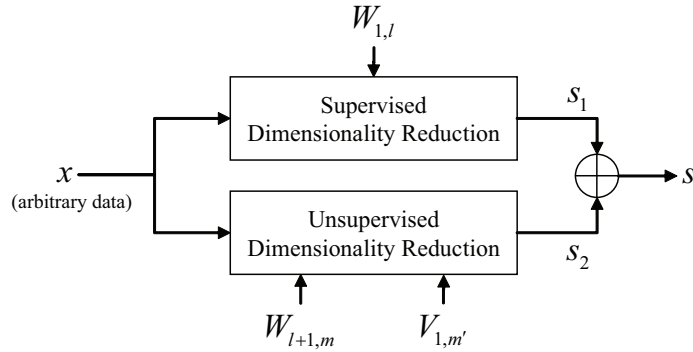 W₁,ₗ
Supervised
Dimensionality Reduction
s₁
x
(arbitrary data)
s
Unsupervised
Dimensionality Reduction
s₂
Wₗ₊₁,ₘ
V₁,ₘ′